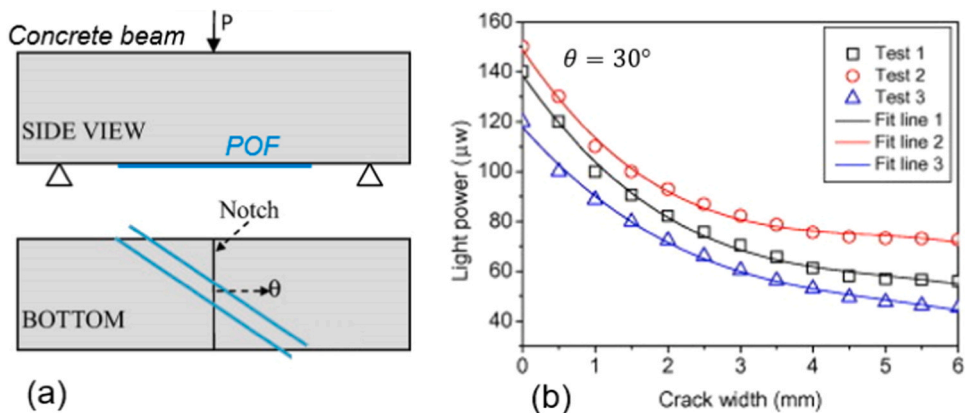 Concrete beam
P
SIDE VIEW
POF
Notch
θ
BOTTOM
(a)
160
140
120
100
80
60
40
Light power (μw)
θ = 30°
Test 1
Test 2
Test 3
Fit line 1
Fit line 2
Fit line 3
0 1 2 3 4 5 6
Crack width (mm)
(b)